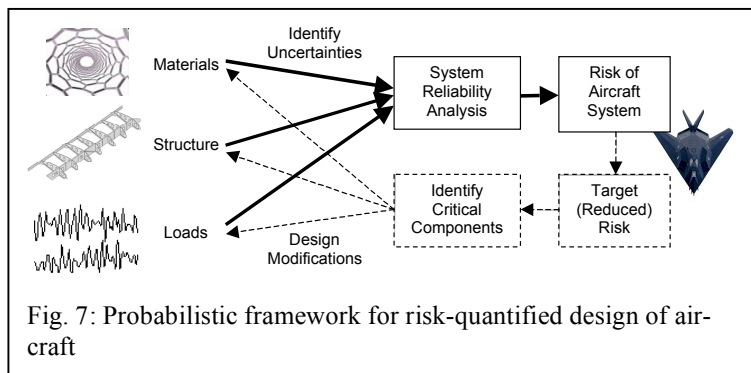 Identify
Uncertainties
Materials
Structure
Loads
System
Reliability
Analysis
Risk of
Aircraft
System
Identify
Critical
Components
Target
(Reduced)
Risk
Design
Modifications
Fig. 7: Probabilistic framework for risk-quantified design of air-
craft